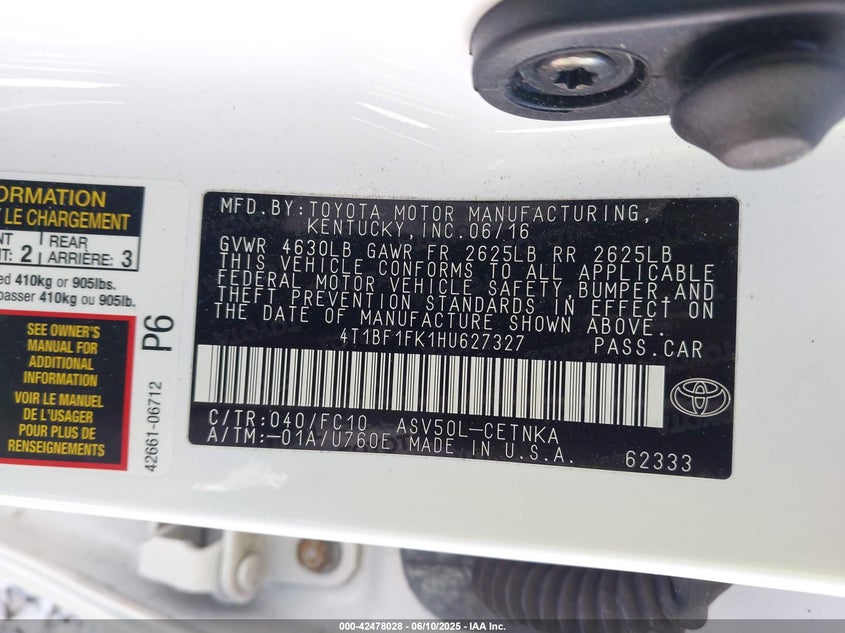 ORMATION
LE CHARGEMENT
NT REAR
NT: 2 ARRIÈRE: 3
ed 410kg or 905lbs.
passer 410kg ou 905lb.
SEE OWNER'S
MANUAL FOR
ADDITIONAL
INFORMATION
VOIR LE MANUEL
DE L'USAGER
POUR PLUS DE
RENSEIGNEMENTS
P6
42661-06712
MFD.BY:TOYOTA MOTOR MANUFACTURING,
KENTUCKY,INC.06/16
GVWR 4630LB GAWR FR 2625LB RR 2625LB
THIS VEHICLE CONFORMS TO ALL APPLICABLE
FEDERAL MOTOR VEHICLE SAFETY,BUMPER,AND
THEFT PREVENTION STANDARDS IN EFFECT ON
THE DATE OF MANUFACTURE SHOWN ABOVE.
4T1BF1FK1HU627327 PASS.CAR
C/TR:040/FC10 ASV50L-CETNKA
A/TM:-01A/U760E MADE IN U.S.A.
62333
000-42478028 - 06/10/2025 - IAA Inc.